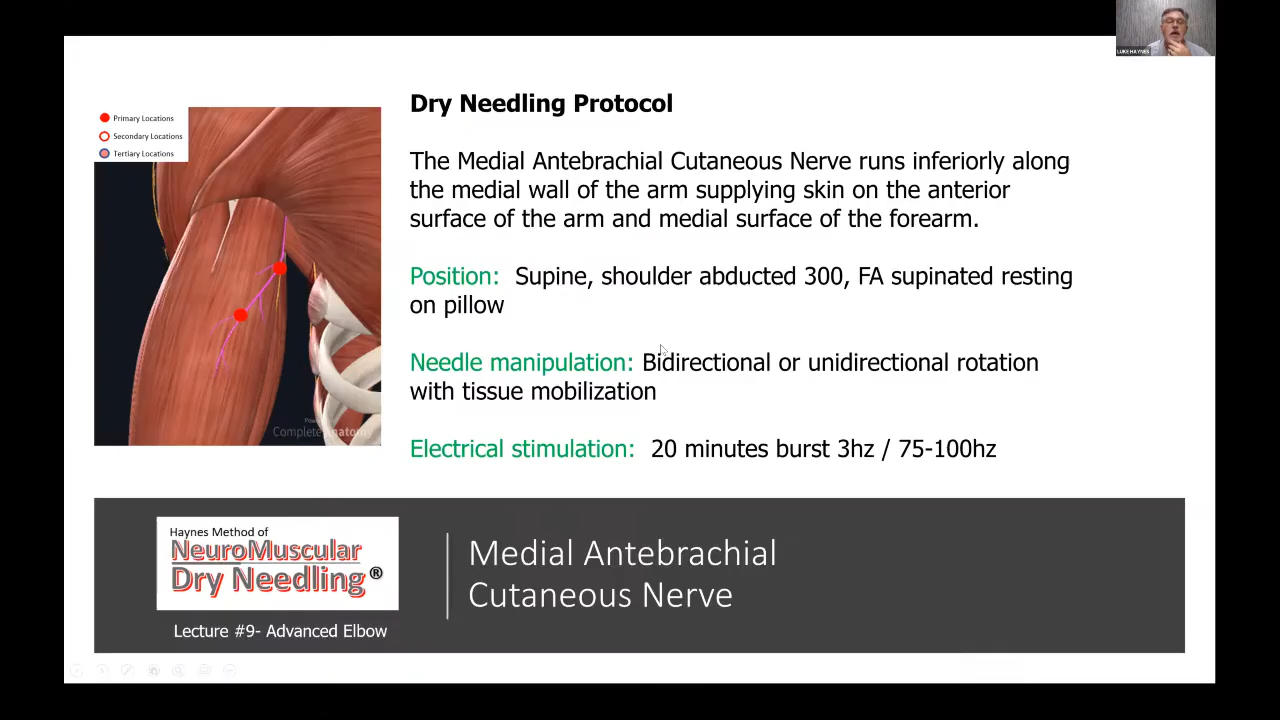 LUKE HAYNES
Primary Locations
Secondary Locations
Tertiary Locations
Dry Needling Protocol
The Medial Antebrachial Cutaneous Nerve runs inferiorly along
the medial wall of the arm supplying skin on the anterior
surface of the arm and medial surface of the forearm.
Position: Supine, shoulder abducted 300, FA supinated resting
on pillow
Needle manipulation: Bidirectional or unidirectional rotation
with tissue mobilization
Electrical stimulation: 20 minutes burst 3hz / 75-100hz
Complete Anatomy
Haynes Method of
NeuroMuscular
Dry Needling®
Lecture #9- Advanced Elbow
Medial Antebrachial
Cutaneous Nerve